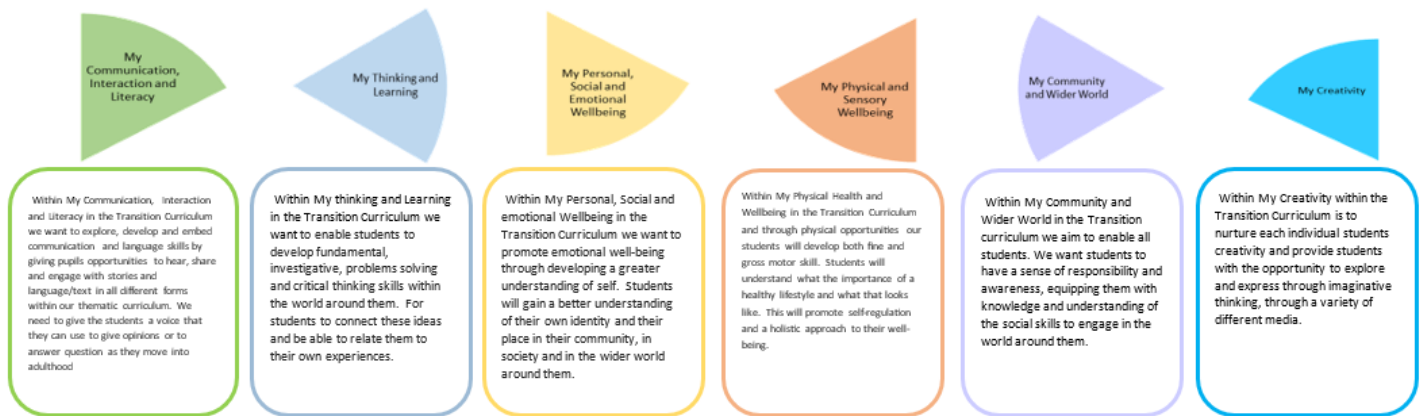 My
Communication,
Interaction and
Literacy
My Thinking and
Learning
My Personal,
Social and
Emotional
Wellbeing
My Physical and
Sensory
Wellbeing
My Community
and Wider World
My Creativity
Within My Communication, Interaction
and Literacy in the Transition Curriculum
we want to explore, develop and embed
communication and language skills by
giving pupils opportunities to hear, share
and engage with stories and
language/text in all different forms
within our thematic curriculum. We
need to give the students a voice that
they can use to give opinions or to
answer question as they move into
adulthood
Within My thinking and Learning
in the Transition Curriculum we
want to enable students to
develop fundamental,
investigative, problems solving
and critical thinking skills within
the world around them. For
students to connect these ideas
and be able to relate them to
their own experiences.
Within My Personal, Social and
emotional Wellbeing in the
Transition Curriculum we want to
promote emotional well-being
through developing a greater
understanding of self. Students
will gain a better understanding
of their own identity and their
place in their community, in
society and in the wider world
around them.
Within My Physical Health and
Wellbeing in the Transition Curriculum
and through physical opportunities our
students will develop both fine and
gross motor skill. Students will
understand what the importance of a
healthy lifestyle and what that looks
like. This will promote self-regulation
and a holistic approach to their well-
being.
Within My Community and
Wider World in the Transition
curriculum we aim to enable all
students. We want students to
have a sense of responsibility and
awareness, equipping them with
knowledge and understanding of
the social skills to engage in the
world around them.
Within My Creativity within the
Transition Curriculum is to
nurture each individual students
creativity and provide students
with the opportunity to explore
and express through imaginative
thinking, through a variety of
different media.